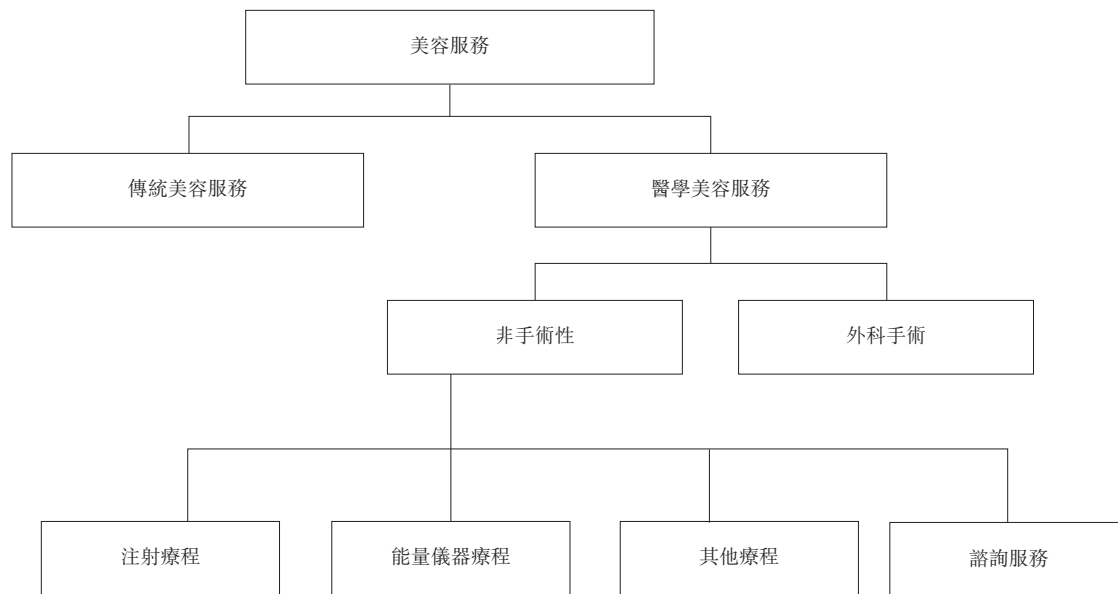 美容服務
傳統美容服務
醫學美容服務
非手術性
外科手術
注射療程
能量儀器療程
其他療程
諮詢服務